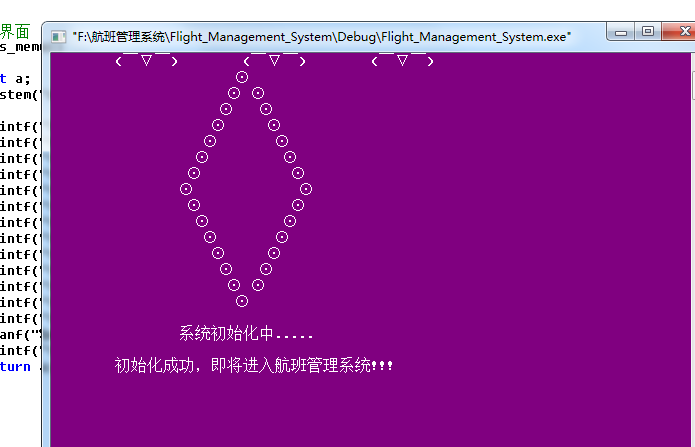 界面
"F:\航班管理系统\Flight_Management_System\Debug\Flight_Management_System.exe"
s_mem
t a;
stem("
(￣▽￣) (￣▽￣) (￣▽￣)
⊙
⊙ ⊙
⊙ ⊙
⊙ ⊙
⊙ ⊙
⊙ ⊙
⊙ ⊙
⊙ ⊙
⊙ ⊙
⊙ ⊙
⊙ ⊙
⊙ ⊙
⊙ ⊙
⊙ ⊙
⊙
intf("
intf("
intf("
intf("
intf("
intf("
intf("
intf("
intf("
intf("
intf("
intf("
intf("
anf("
intf("
turn
系统初始化中.....
初始化成功，即将进入航班管理系统!!!